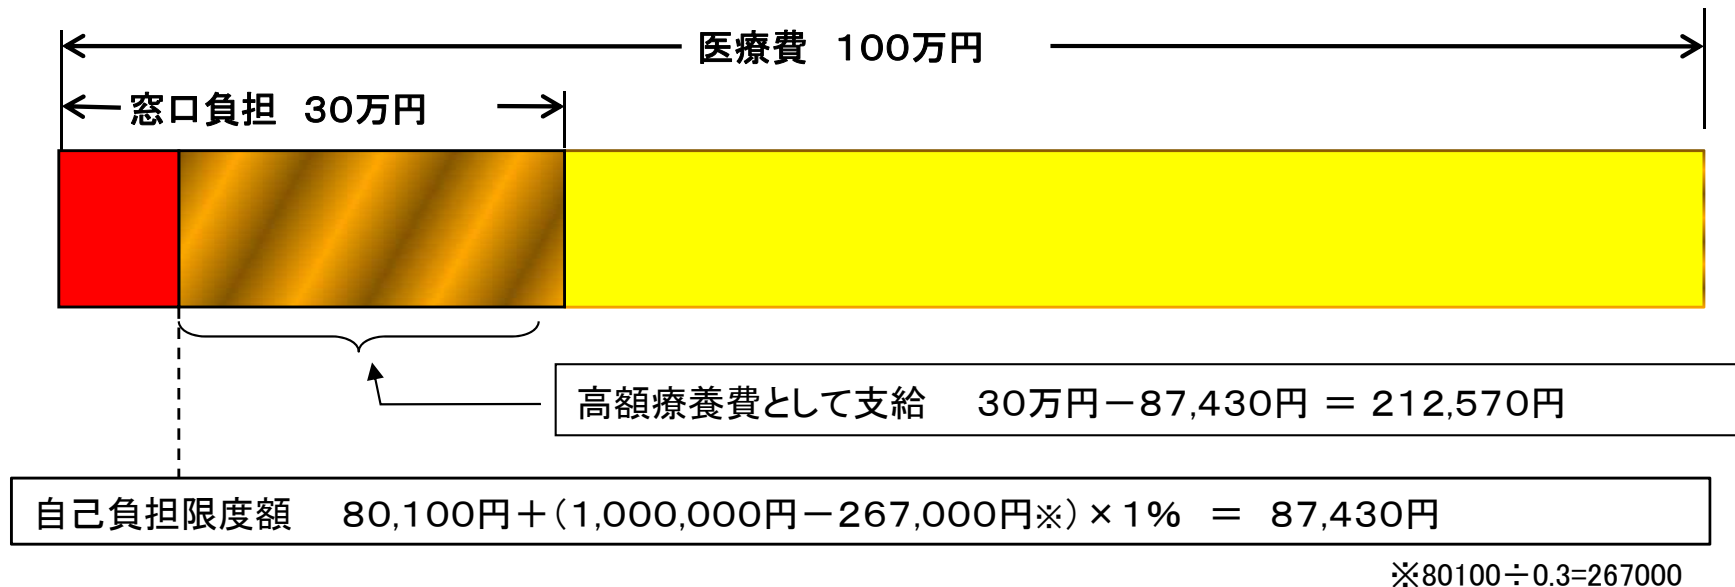 医療費　100万円
窓口負担　30万円
高額療養費として支給　30万円－87,430円 ＝ 212,570円
自己負担限度額　80,100円＋（1,000,000円－267,000円※）×1%　＝　87,430円
※80100÷0.3=267000